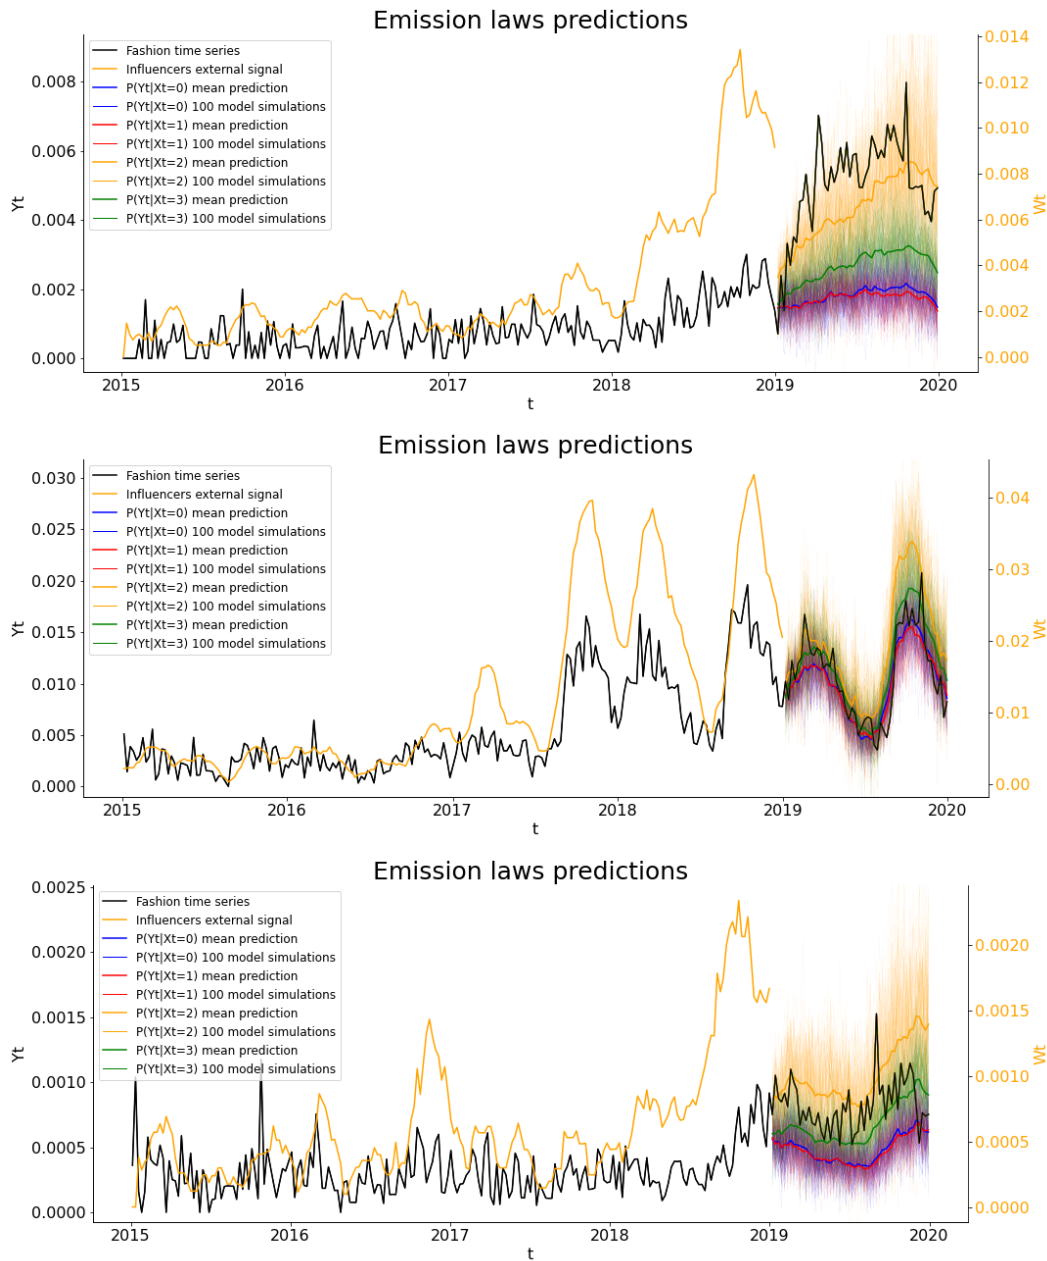 Emission laws predictions
Fashion time series
Influencers external signal
P(Yt|Xt=0) mean prediction
P(Yt|Xt=0) 100 model simulations
P(Yt|Xt=1) mean prediction
P(Yt|Xt=1) 100 model simulations
P(Yt|Xt=2) mean prediction
P(Yt|Xt=2) 100 model simulations
P(Yt|Xt=3) mean prediction
P(Yt|Xt=3) 100 model simulations
0.008
0.006
0.004
0.002
0.000
Yt
0.014
0.012
0.010
0.008
0.006
0.004
0.002
0.000
Wt
2015 2016 2017 2018 2019 2020
t
Emission laws predictions
Fashion time series
Influencers external signal
P(Yt|Xt=0) mean prediction
P(Yt|Xt=0) 100 model simulations
P(Yt|Xt=1) mean prediction
P(Yt|Xt=1) 100 model simulations
P(Yt|Xt=2) mean prediction
P(Yt|Xt=2) 100 model simulations
P(Yt|Xt=3) mean prediction
P(Yt|Xt=3) 100 model simulations
0.030
0.025
0.020
0.015
0.010
0.005
0.000
Yt
0.04
0.03
0.02
0.01
0.00
Wt
2015 2016 2017 2018 2019 2020
t
Emission laws predictions
Fashion time series
Influencers external signal
P(Yt|Xt=0) mean prediction
P(Yt|Xt=0) 100 model simulations
P(Yt|Xt=1) mean prediction
P(Yt|Xt=1) 100 model simulations
P(Yt|Xt=2) mean prediction
P(Yt|Xt=2) 100 model simulations
P(Yt|Xt=3) mean prediction
P(Yt|Xt=3) 100 model simulations
0.0025
0.0020
0.0015
0.0010
0.0005
0.0000
Yt
0.0020
0.0015
0.0010
0.0005
0.0000
Wt
2015 2016 2017 2018 2019 2020
t